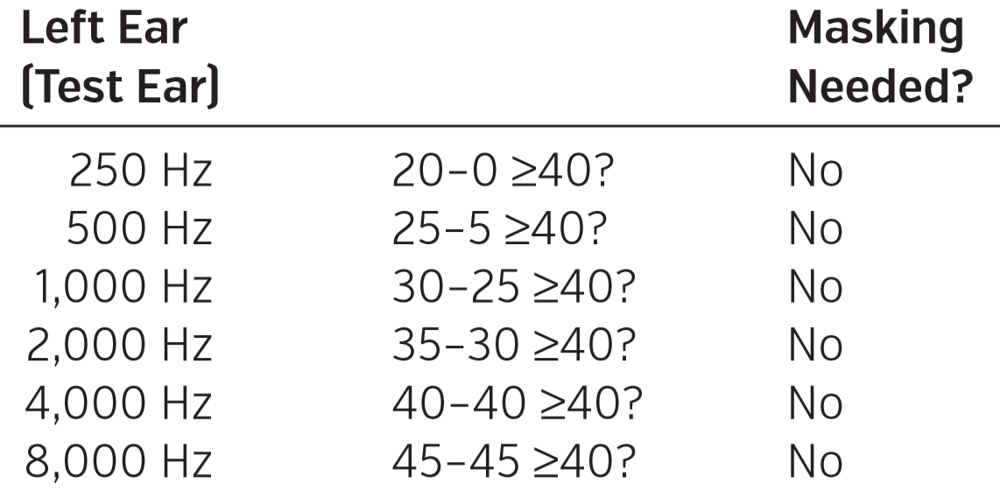 Left Ear Masking
(Test Ear) Needed?
250 Hz 20–0 ≥40? No
500 Hz 25–5 ≥40? No
1,000 Hz 30–25 ≥40? No
2,000 Hz 35–30 ≥40? No
4,000 Hz 40–40 ≥40? No
8,000 Hz 45–45 ≥40? No